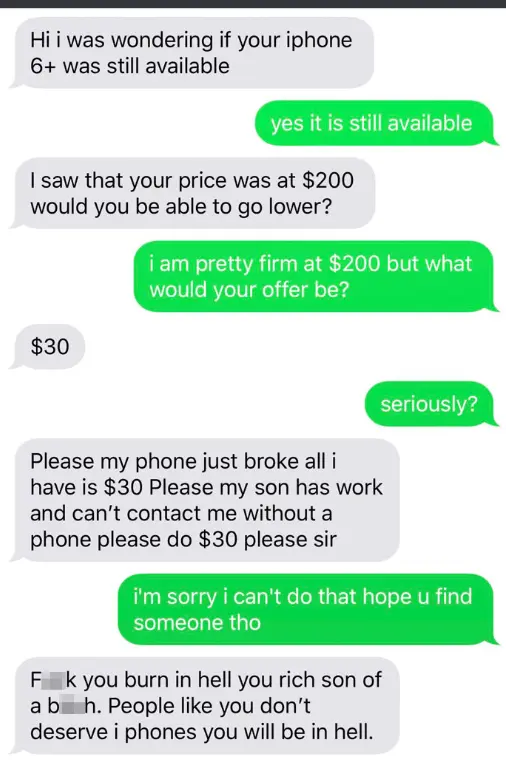 Hi i was wondering if your iphone
6+ was still available
yes it is still available
I saw that your price was at $200
would you be able to go lower?
i am pretty firm at $200 but what
would your offer be?
$30
seriously?
Please my phone just broke all i
have is $30 Please my son has work
and can't contact me without a
phone please do $30 please sir
i'm sorry i can't do that hope u find
someone tho
F k you burn in hell you rich son of
a b h. People like you don't
deserve i phones you will be in hell.